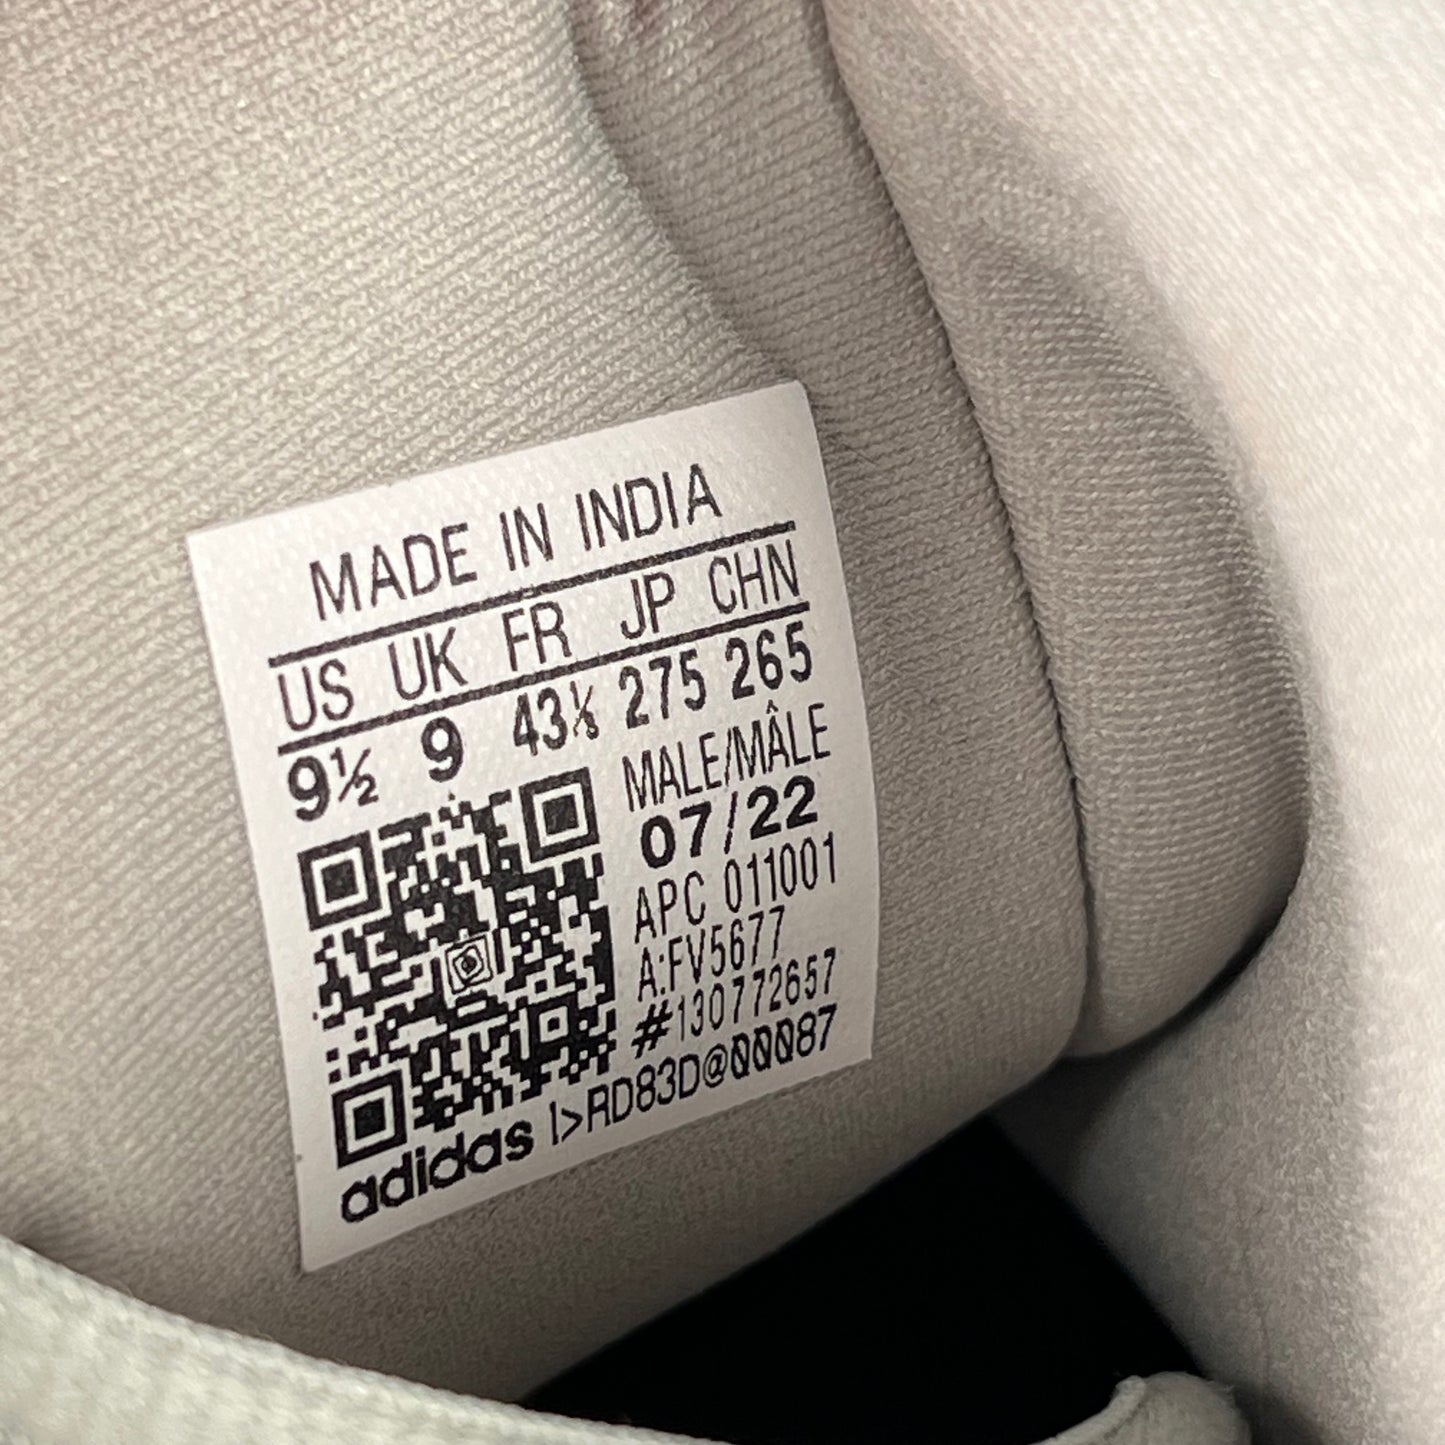 MADE IN INDIA
US UK FR JP CHN
9½ 9 43⅓ 275 265
MALE/MÂLE
07/22
APC 011001
A:FV5677
#130772657
adidas |>RD83D@00087